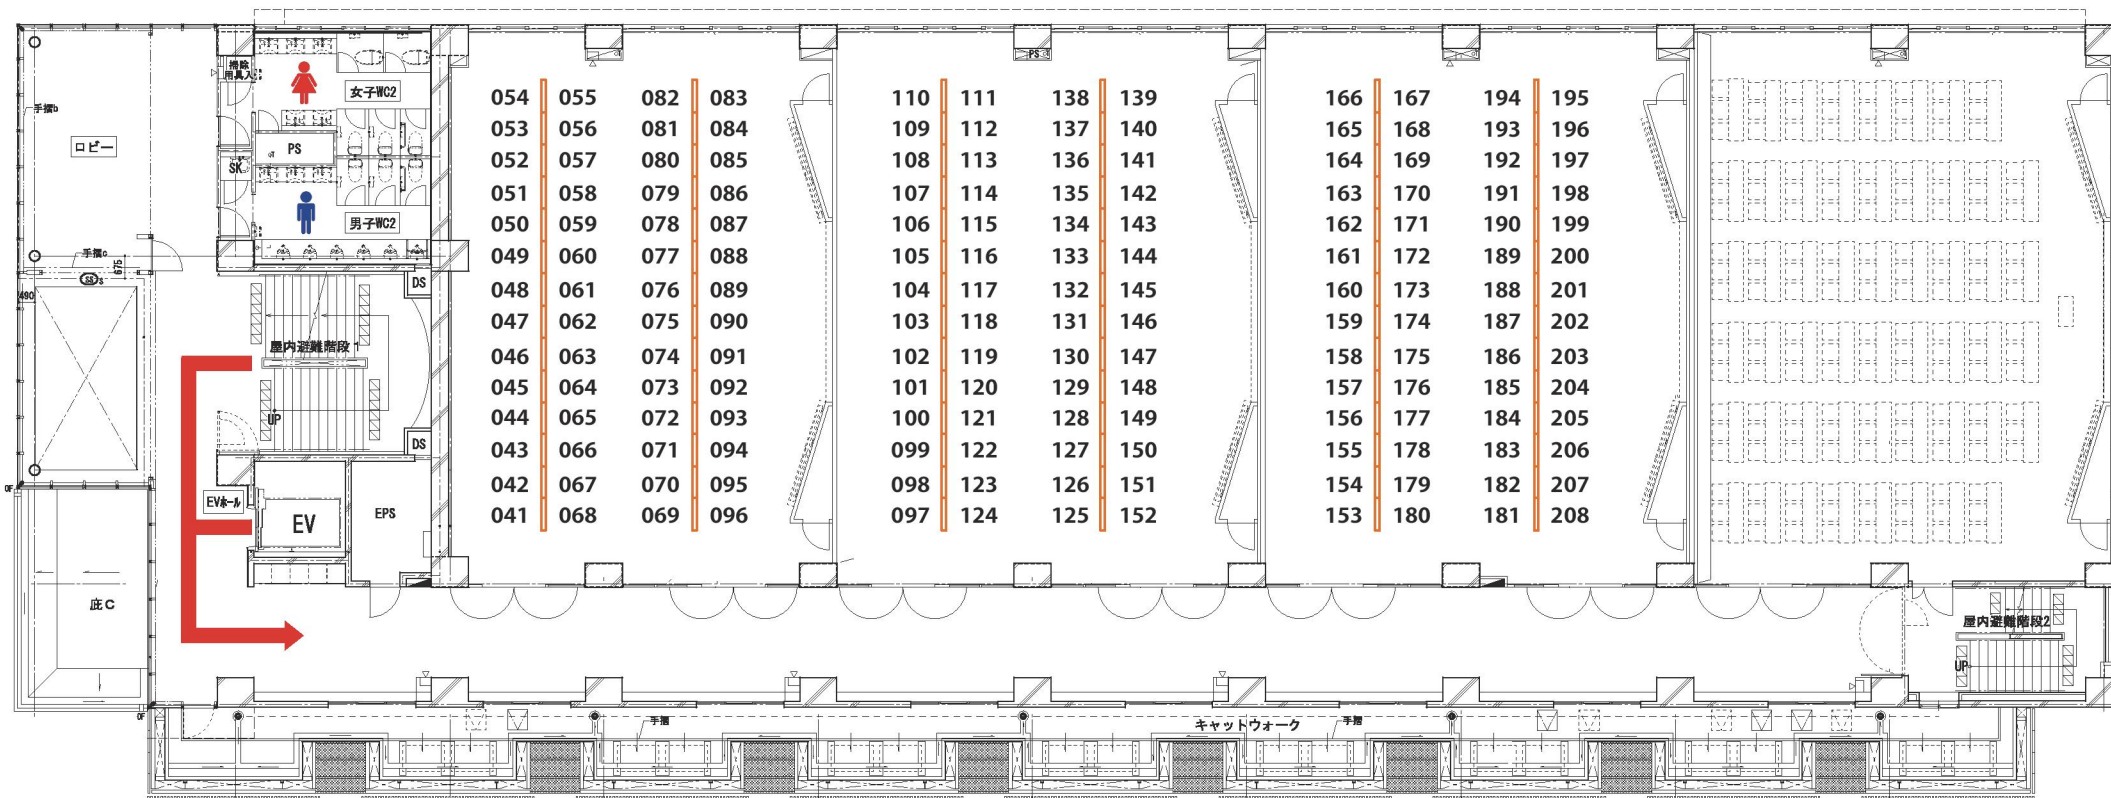 掃除
用具入
女子WC2
手摺b
ロビー
PS
SK
男子WC2
手摺c
675
490
DS
屋内避難階段1
UP
DS
EVホール
EV
EPS
庇C
OF
OF
PS
054 055 082 083 110 111 138 139 166 167 194 195
053 056 081 084 109 112 137 140 165 168 193 196
052 057 080 085 108 113 136 141 164 169 192 197
051 058 079 086 107 114 135 142 163 170 191 198
050 059 078 087 106 115 134 143 162 171 190 199
049 060 077 088 105 116 133 144 161 172 189 200
048 061 076 089 104 117 132 145 160 173 188 201
047 062 075 090 103 118 131 146 159 174 187 202
046 063 074 091 102 119 130 147 158 175 186 203
045 064 073 092 101 120 129 148 157 176 185 204
044 065 072 093 100 121 128 149 156 177 184 205
043 066 071 094 099 122 127 150 155 178 183 206
042 067 070 095 098 123 126 151 154 179 182 207
041 068 069 096 097 124 125 152 153 180 181 208
屋内避難階段2
UP
手摺
キャットウォーク
手摺